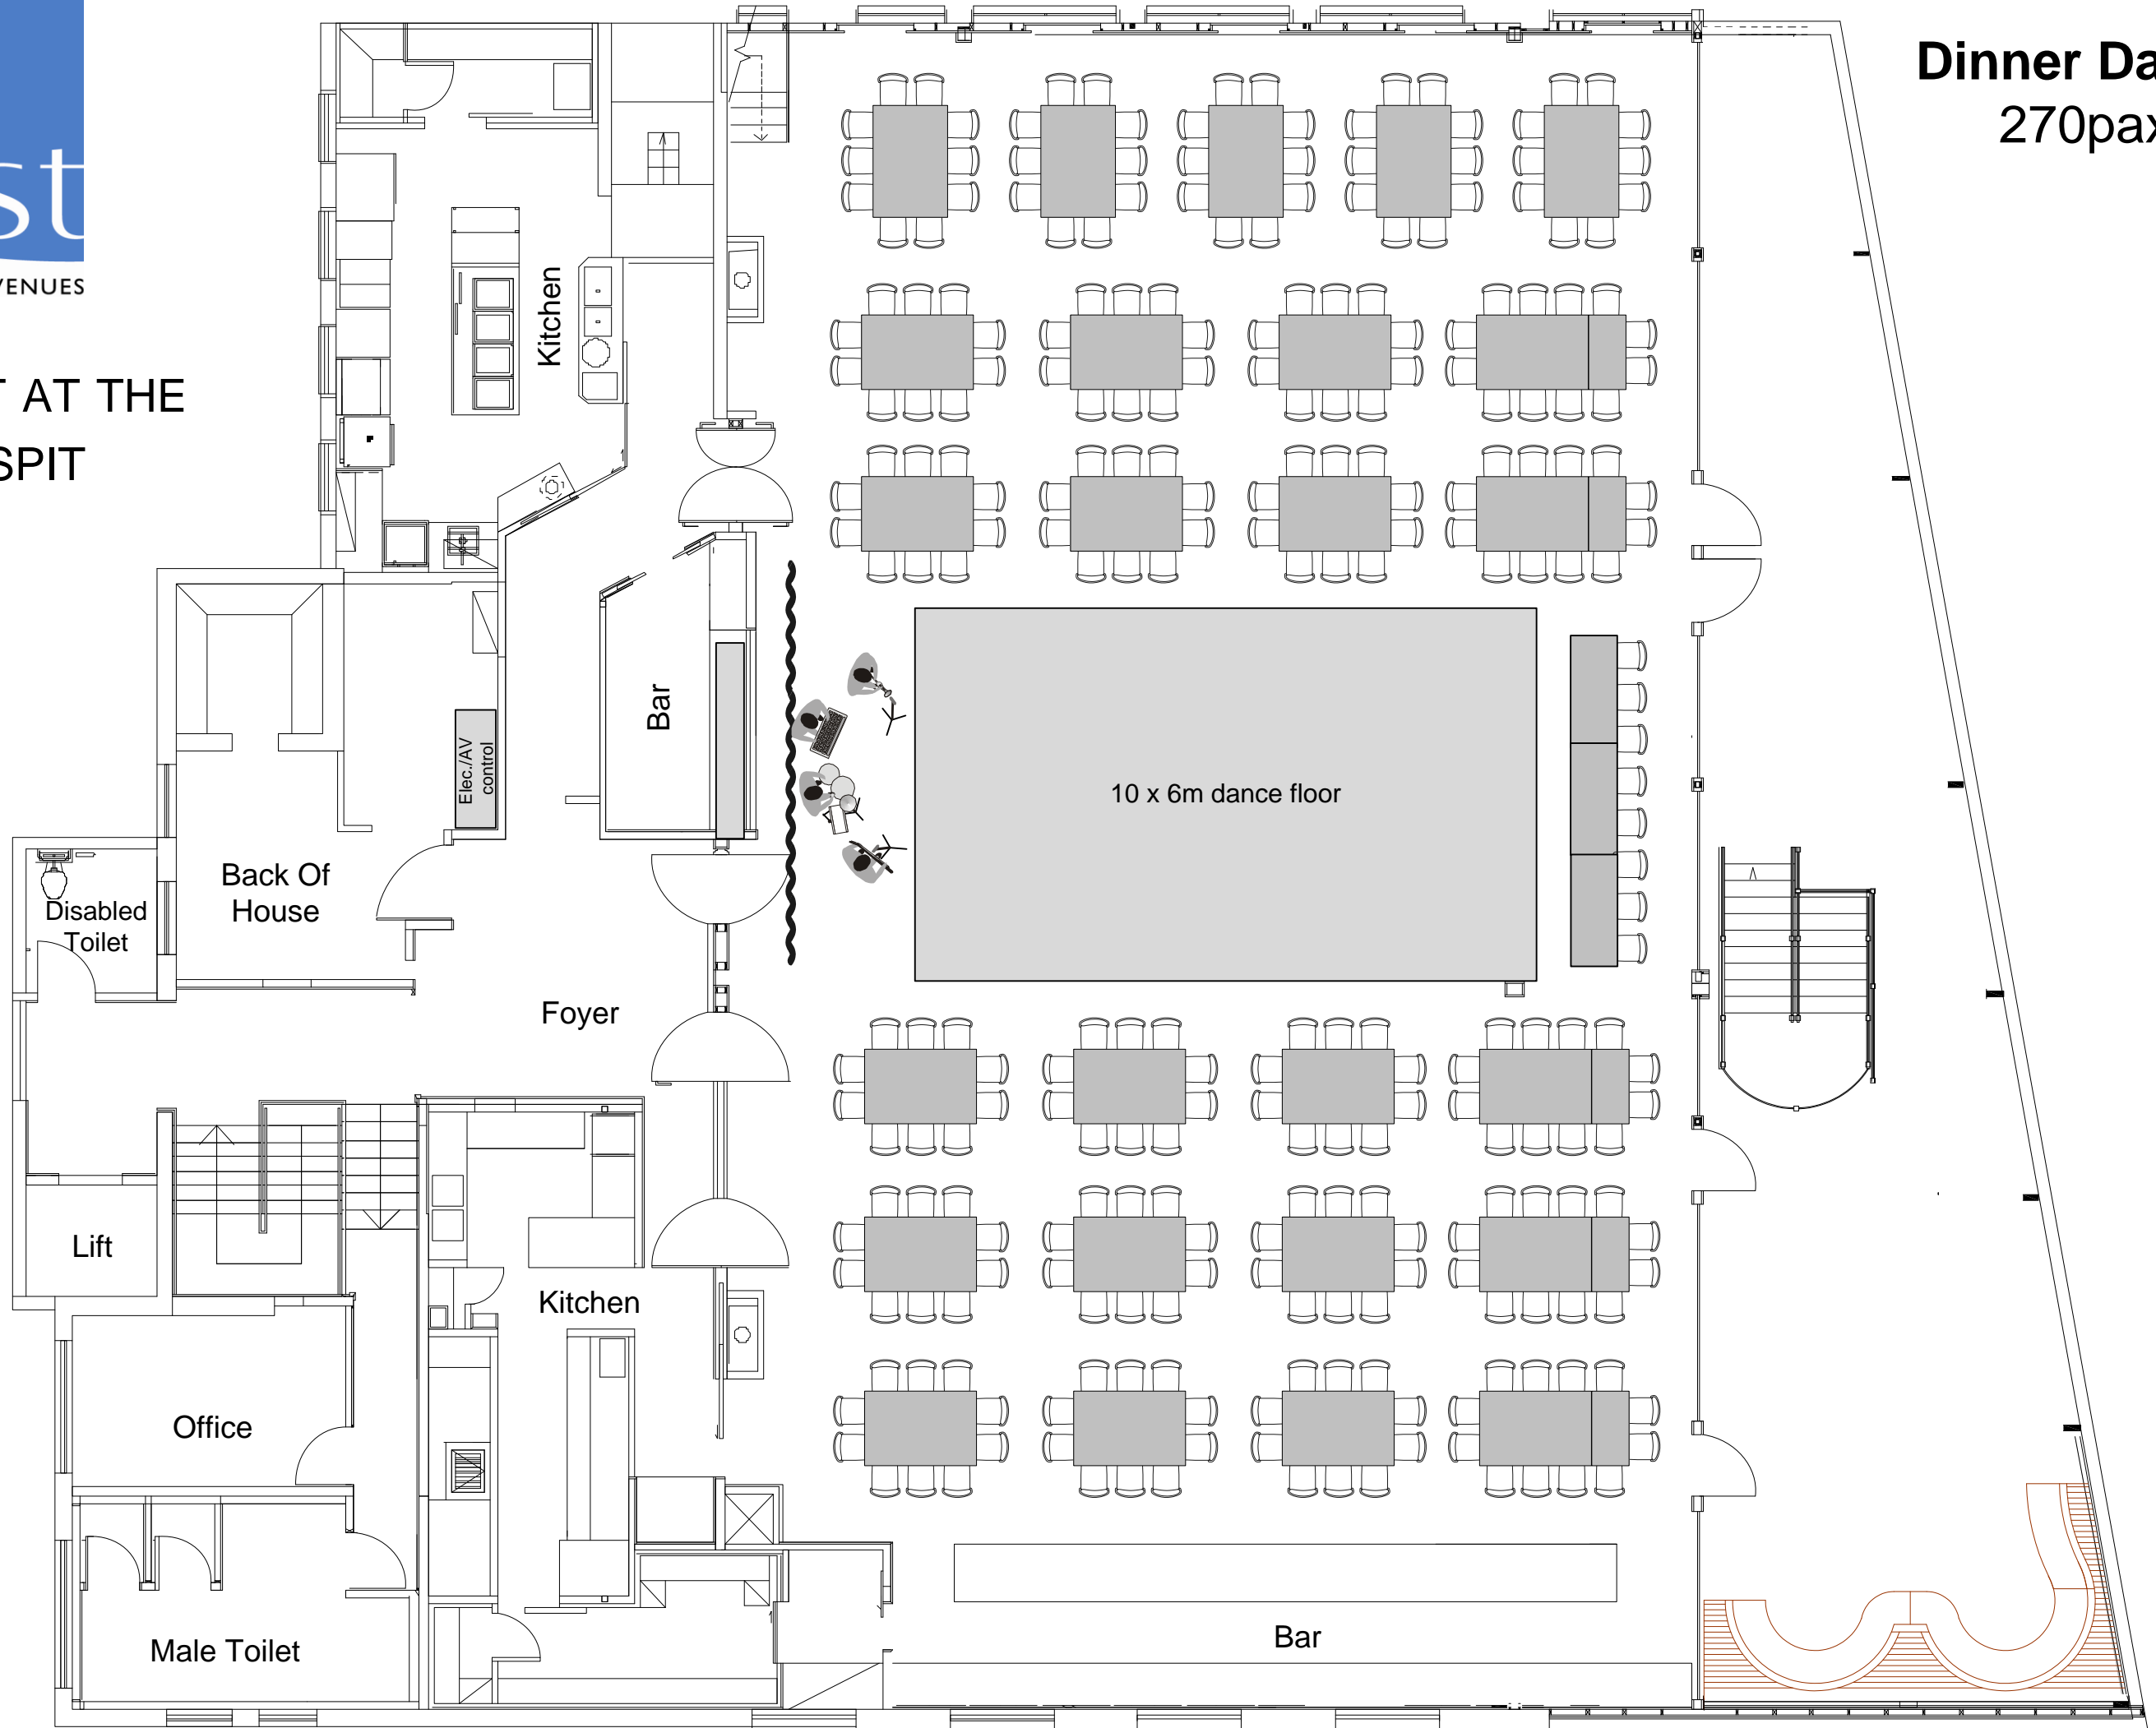 st
VENUES
T AT THE
SPIT
Dinner Da
270pax
Kitchen
Bar
Elec./AV
control
10 x 6m dance floor
Back Of
House
Disabled
Toilet
Foyer
Lift
Kitchen
Office
Male Toilet
Bar